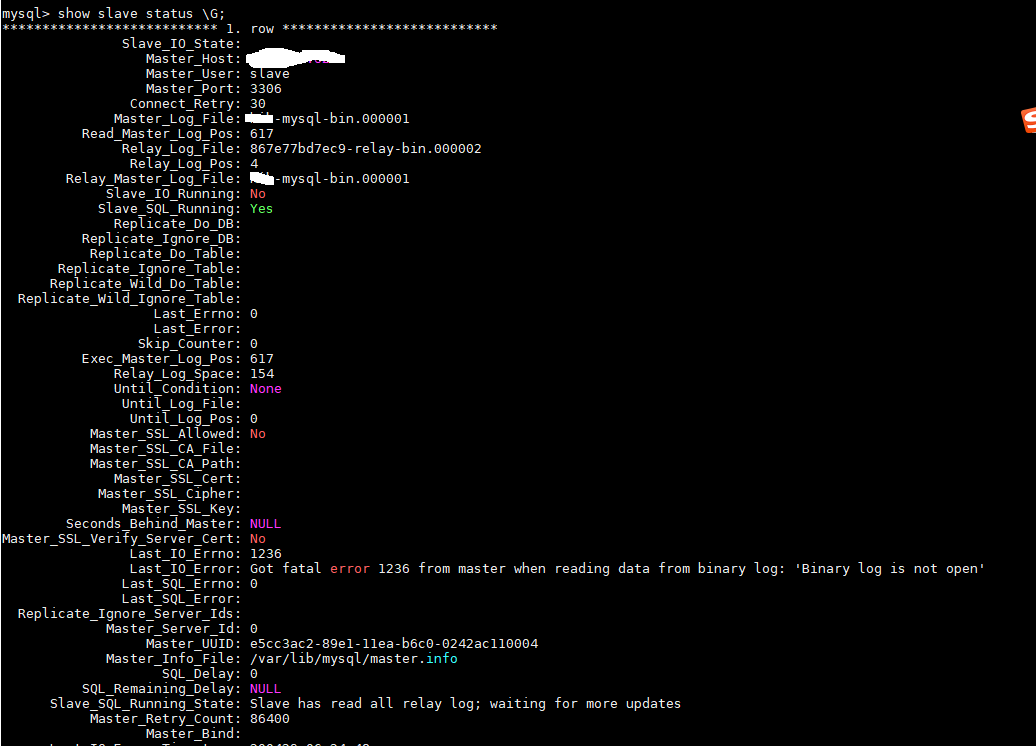 mysql> show slave status \G;
*************************** 1. row ***************************
Slave_IO_State:
Master_Host:
Master_User: slave
Master_Port: 3306
Connect_Retry: 30
Master_Log_File: -mysql-bin.000001
Read_Master_Log_Pos: 617
Relay_Log_File: 867e77bd7ec9-relay-bin.000002
Relay_Log_Pos: 4
Relay_Master_Log_File: -mysql-bin.000001
Slave_IO_Running: No
Slave_SQL_Running: Yes
Replicate_Do_DB:
Replicate_Ignore_DB:
Replicate_Do_Table:
Replicate_Ignore_Table:
Replicate_Wild_Do_Table:
Replicate_Wild_Ignore_Table:
Last_Errno: 0
Last_Error:
Skip_Counter: 0
Exec_Master_Log_Pos: 617
Relay_Log_Space: 154
Until_Condition: None
Until_Log_File:
Until_Log_Pos: 0
Master_SSL_Allowed: No
Master_SSL_CA_File:
Master_SSL_CA_Path:
Master_SSL_Cert:
Master_SSL_Cipher:
Master_SSL_Key:
Seconds_Behind_Master: NULL
Master_SSL_Verify_Server_Cert: No
Last_IO_Errno: 1236
Last_IO_Error: Got fatal error 1236 from master when reading data from binary log: 'Binary log is not open'
Last_SQL_Errno: 0
Last_SQL_Error:
Replicate_Ignore_Server_Ids:
Master_Server_Id: 0
Master_UUID: e5cc3ac2-89e1-11ea-b6c0-0242ac110004
Master_Info_File: /var/lib/mysql/master.info
SQL_Delay: 0
SQL_Remaining_Delay: NULL
Slave_SQL_Running_State: Slave has read all relay log; waiting for more updates
Master_Retry_Count: 86400
Master_Bind: